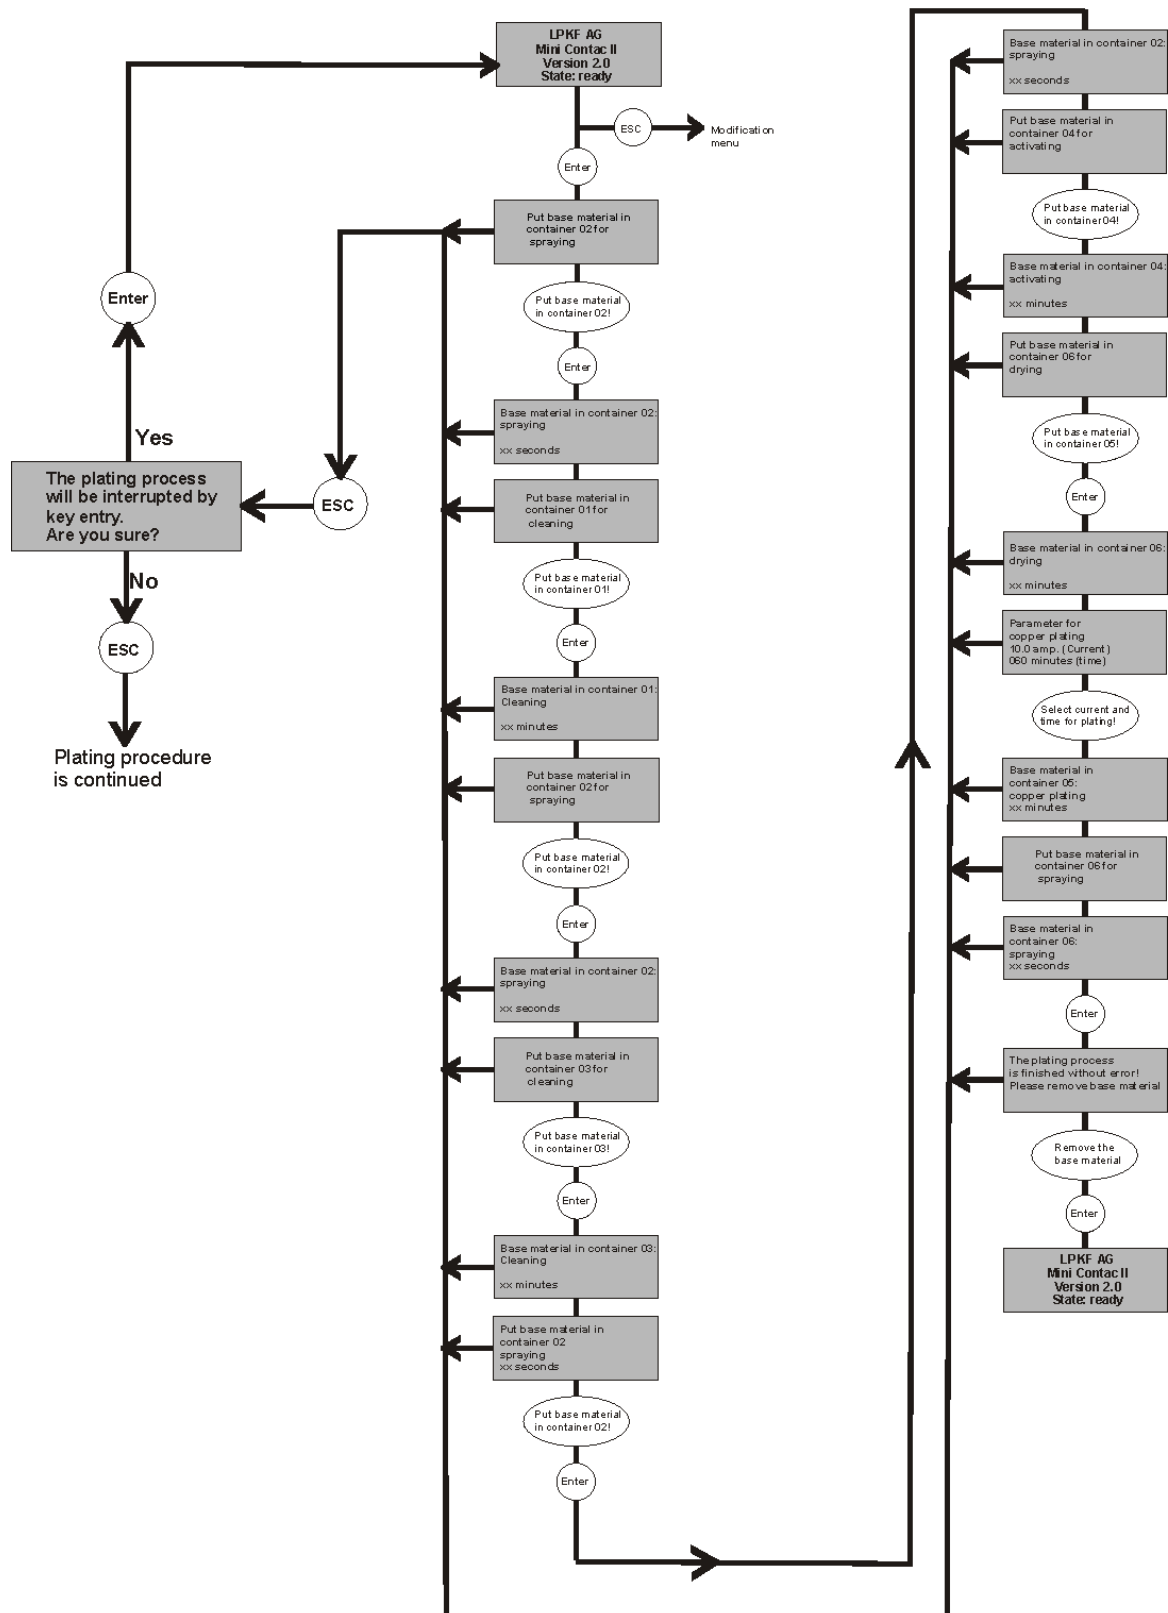 LPKF AG
Mini Contac II
Version 2.0
State: ready
ESC
Modification
menu
Enter
Put base material in
container 02 for
spraying
Put base material
in container 02!
Enter
Base material in container 02:
spraying
xx seconds
Put base material in
container 01 for
cleaning
Put base material
in container 01!
Enter
Base material in container 01:
Cleaning
xx minutes
Put base material in
container 02 for
spraying
Put base material
in container 02!
Enter
Base material in container 02:
spraying
xx seconds
Put base material in
container 03 for
cleaning
Put base material
in container 03!
Enter
Base material in container 03:
Cleaning
xx minutes
Put base material in
container 02
spraying
xx seconds
Put base material
in container 02!
Enter
Enter
Yes
The plating process
will be interrupted by
key entry.
Are you sure?
ESC
No
ESC
Plating procedure
is continued
Base material in container 02:
spraying
xx seconds
Put base material in
container 04 for
activating
Put base material
in container 04!
Base material in container 04:
activating
xx minutes
Put base material in
container 06 for
drying
Put base material
in container 05!
Enter
Base material in container 06:
drying
xx minutes
Parameter for
copper plating
10.0 amp. (Current)
060 minutes (time)
Select current and
time for plating!
Base material in
container 05:
copper plating
xx minutes
Put base material in
container 06 for
spraying
Base material in
container 06:
spraying
xx seconds
Enter
The plating process
is finished without error!
Please remove base material
Remove the
base material
Enter
LPKF AG
Mini Contac II
Version 2.0
State: ready